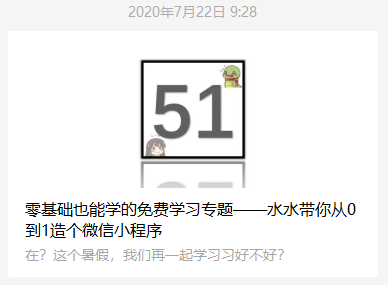 2020年7月22日 9:28
51
零基础也能学的免费学习专题——水水带你从0
到1造个微信小程序
在？这个暑假，我们再一起学习习好不好？